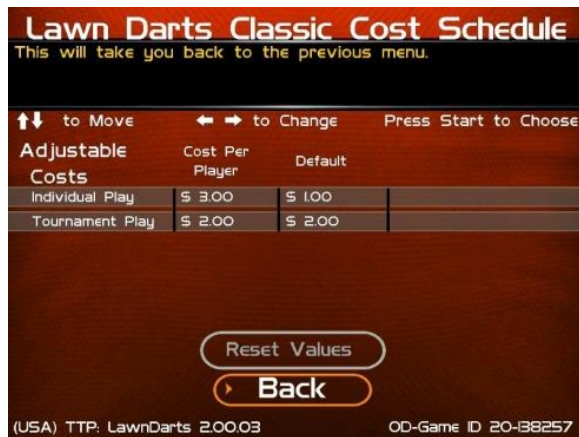 Lawn Darts Classic Cost Schedule
This will take you back to the previous menu.
to Move to Change Press Start to Choose
Adjustable Costs Cost Per Player Default
Individual Play $ 3.00 $ 1.00
Tournament Play $ 2.00 $ 2.00
Reset Values
Back
(USA) TTP: LawnDarts 2.00.03 OD-Game ID 20-138257